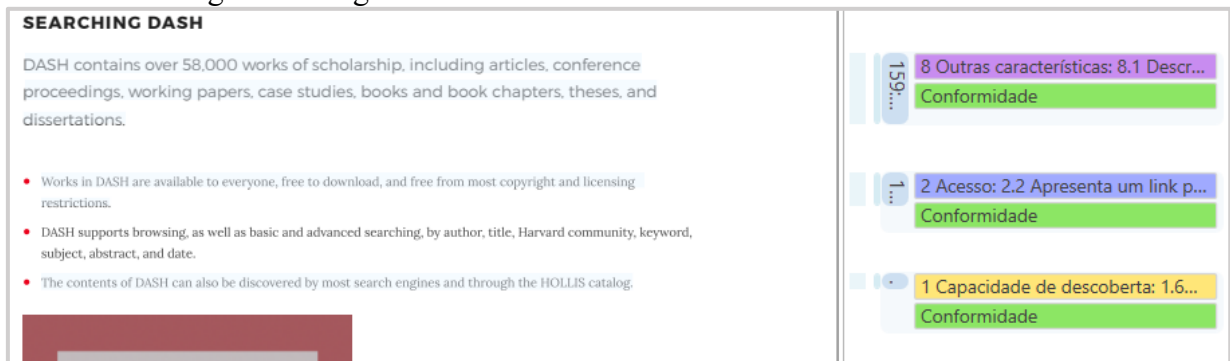 SEARCHING DASH
DASH contains over 58,000 works of scholarship, including articles, conference
proceedings, working papers, case studies, books and book chapters, theses, and
dissertations.
• Works in DASH are available to everyone, free to download, and free from most copyright and licensing
restrictions.
• DASH supports browsing, as well as basic and advanced searching, by author, title, Harvard community, keyword,
subject, abstract, and date.
• The contents of DASH can also be discovered by most search engines and through the HOLLIS catalog.
159:...
8 Outras características: 8.1 Descr...
Conformidade
1...
2 Acesso: 2.2 Apresenta um link p...
Conformidade
1 Capacidade de descoberta: 1.6...
Conformidade